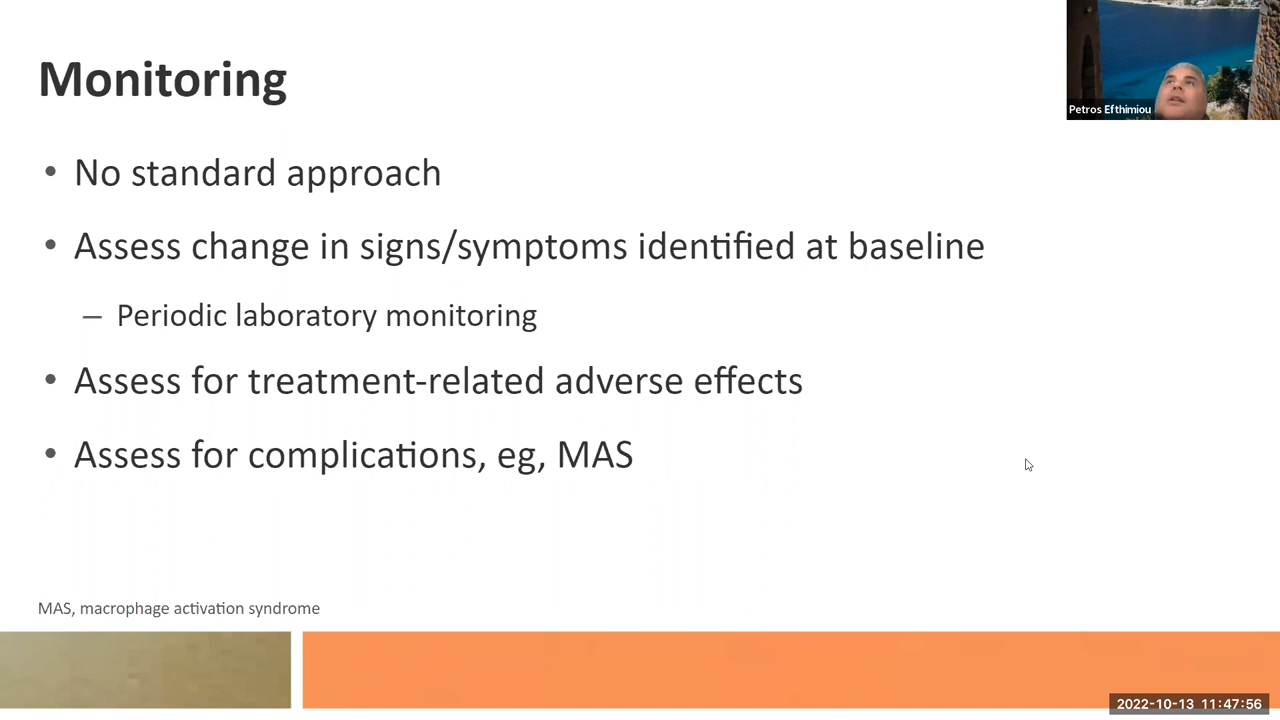 Monitoring
Petros Efthimiou
• No standard approach
• Assess change in signs/symptoms identified at baseline
– Periodic laboratory monitoring
• Assess for treatment-related adverse effects
• Assess for complications, eg, MAS
MAS, macrophage activation syndrome
2022-10-13 11:47:56